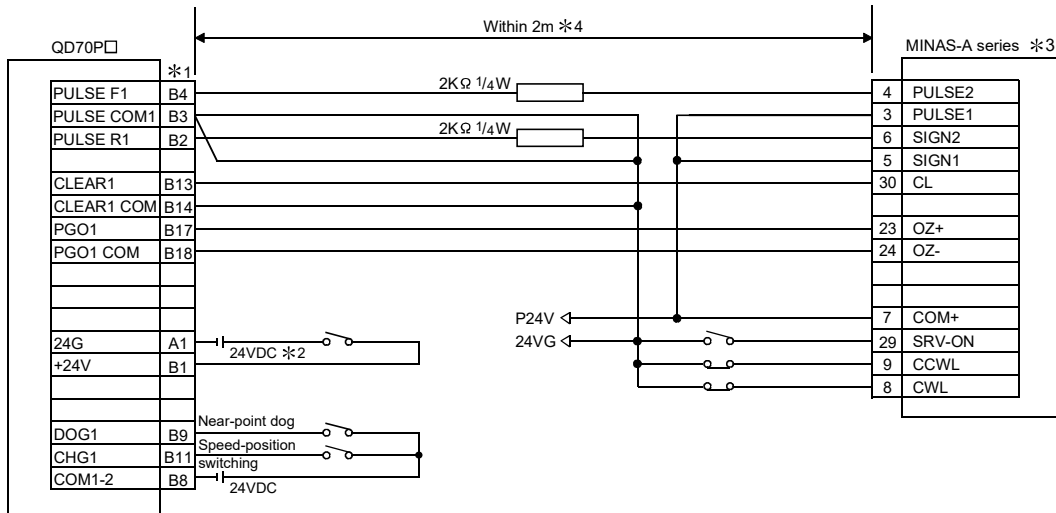 Within 2m *4
QD70P□
MINAS-A series *3
*1
PULSE F1 B4 2KΩ 1/4W 4 PULSE2
PULSE COM1 B3 3 PULSE1
PULSE R1 B2 2KΩ 1/4W 6 SIGN2
5 SIGN1
CLEAR1 B13 30 CL
CLEAR1 COM B14
PGO1 B17 23 OZ+
PGO1 COM B18 24 OZ-
P24V 7 COM+
24G A1 24VDC *2 24VG 29 SRV-ON
+24V B1 9 CCWL
8 CWL
Near-point dog
DOG1 B9
Speed-position
CHG1 B11
switching
COM1-2 B8 24VDC